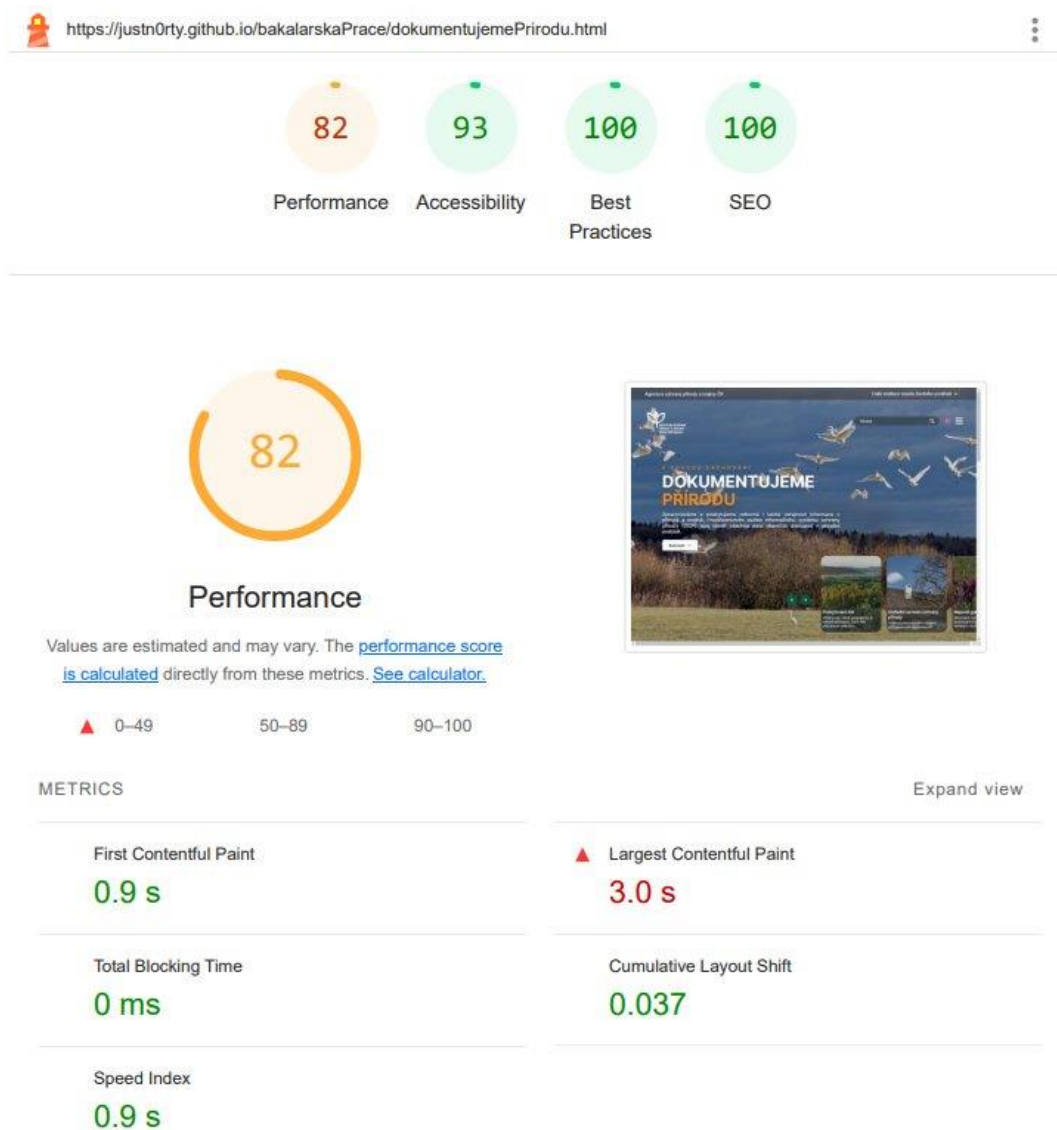 https://justn0rty.github.io/bakalarskaPrace/dokumentujemePrirodu.html
82
93
100
100
Performance
Accessibility
Best
Practices
SEO
82
Performance
Values are estimated and may vary. The performance score
is calculated directly from these metrics. See calculator.
0–49
50–89
90–100
DOKUMENTUJEME
PŘÍRODU
METRICS
Expand view
First Contentful Paint
0.9 s
Largest Contentful Paint
3.0 s
Total Blocking Time
0 ms
Cumulative Layout Shift
0.037
Speed Index
0.9 s